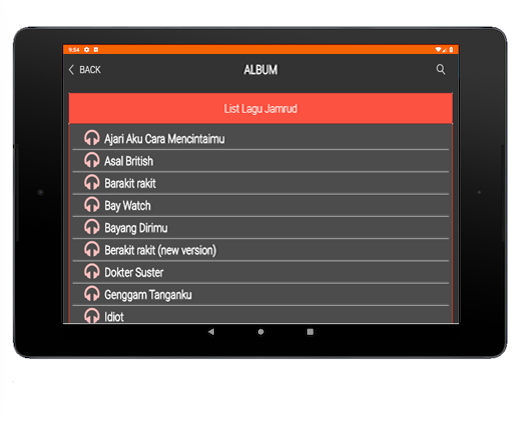 9:54
BACK
ALBUM
List Lagu Jamrud
Ajari Aku Cara Mencintaimu
Asal British
Barakit rakit
Bay Watch
Bayang Dirimu
Berakit rakit (new version)
Dokter Suster
Genggam Tanganku
Idiot